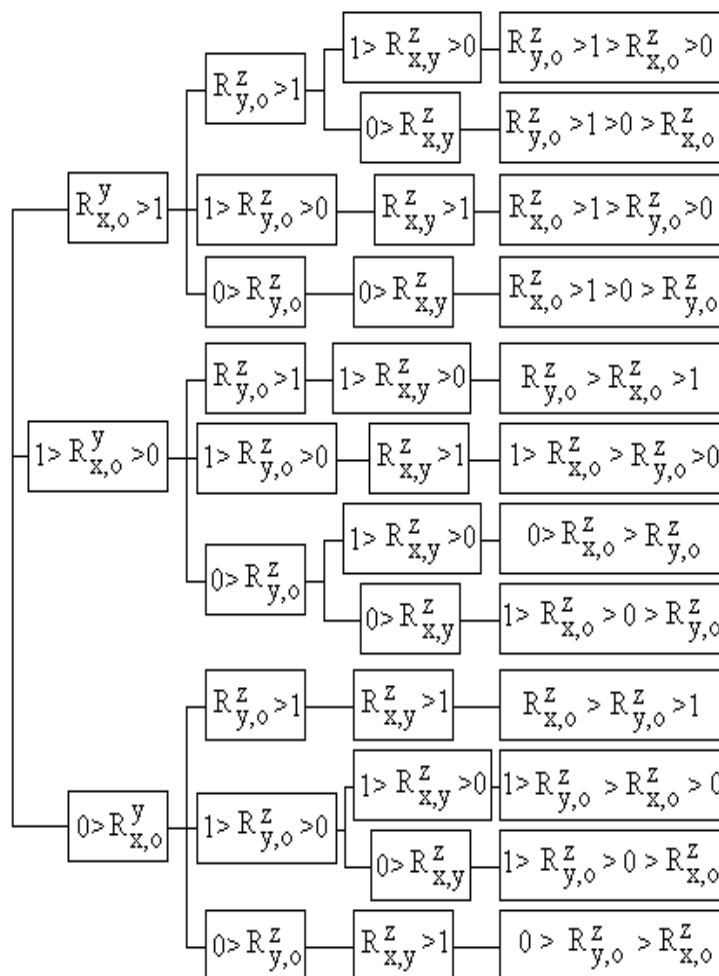 1> R^z_{x,y} >0
R^z_{y,o} >1> R^z_{x,o} >0
R^z_{y,o} >1
0> R^z_{x,y}
R^z_{y,o} >1 >0 > R^z_{x,o}
R^y_{x,o} >1
1> R^z_{y,o} >0
R^z_{x,y} >1
R^z_{x,o} >1> R^z_{y,o} >0
0> R^z_{y,o}
0> R^z_{x,y}
R^z_{x,o} >1 >0 > R^z_{y,o}
R^z_{y,o} >1
1> R^z_{x,y} >0
R^z_{y,o} > R^z_{x,o} >1
1> R^y_{x,o} >0
1> R^z_{y,o} >0
R^z_{x,y} >1
1> R^z_{x,o} > R^z_{y,o} >0
1> R^z_{x,y} >0
0> R^z_{x,o} > R^z_{y,o}
0> R^z_{y,o}
0> R^z_{x,y}
1> R^z_{x,o} > 0 > R^z_{y,o}
R^z_{y,o} >1
R^z_{x,y} >1
R^z_{x,o} > R^z_{y,o} >1
1> R^z_{x,y} >0
1> R^z_{y,o} > R^z_{x,o} > 0
0> R^y_{x,o}
1> R^z_{y,o} >0
0> R^z_{x,y}
1> R^z_{y,o} > 0 > R^z_{x,o}
0> R^z_{y,o}
R^z_{x,y} >1
0 > R^z_{y,o} > R^z_{x,o}